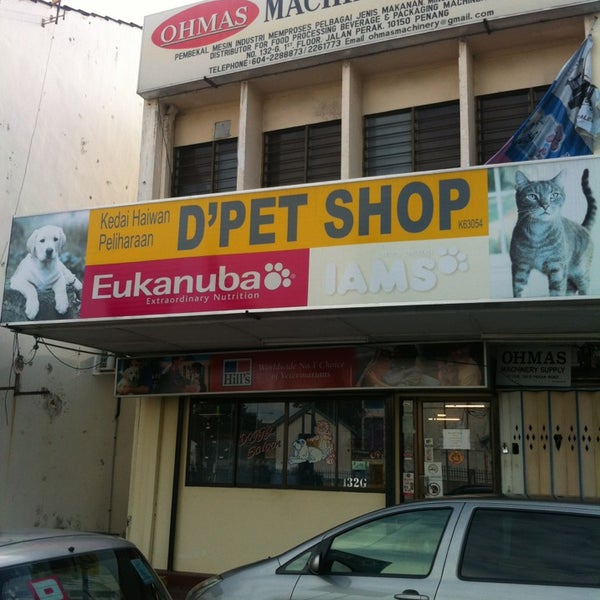 OHMAS
PEMBEKAL MESIN INDUSTRI MEMPROSES PELBAGAI JENIS MAKANAN
DISTRIBUTOR FOR FOOD PROCESSING BEVERAGE & PACKAGING
NO. 132-G, 1ST FLOOR, JALAN PERAK, 10150 PENANG
TELEPHONE:604-2288873/ 2261773 Email ohmasmachinery@gmail.com
Kedai Haiwan
Peliharaan
D'PET SHOP
K63054
Eukanuba
Extraordinary Nutrition
IAMS
Hill's
Worldwide No.1 Choice
of Veterinarians
OHMAS
MACHINERY SUPPLY
132G